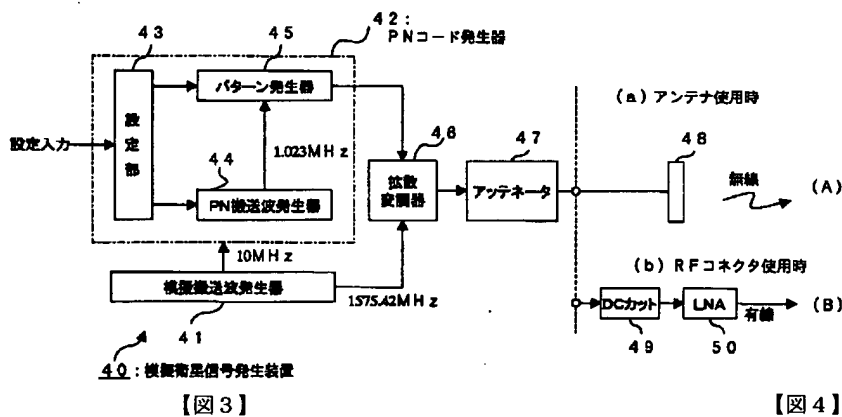 42:
PNコード発生器
43
45
パターン発生器
(a)アンテナ使用時
設定入力
設定部
1.023MHz
46
47
48
44
拡散
変調器
アッテネータ
無線
(A)
PN搬送波発生器
10MHz
(b)RFコネクタ使用時
模擬搬送波発生器
1575.42MHz
DCカット
LNA
有線
(B)
41
49
50
40:模擬衛星信号発生装置
【図3】
【図4】